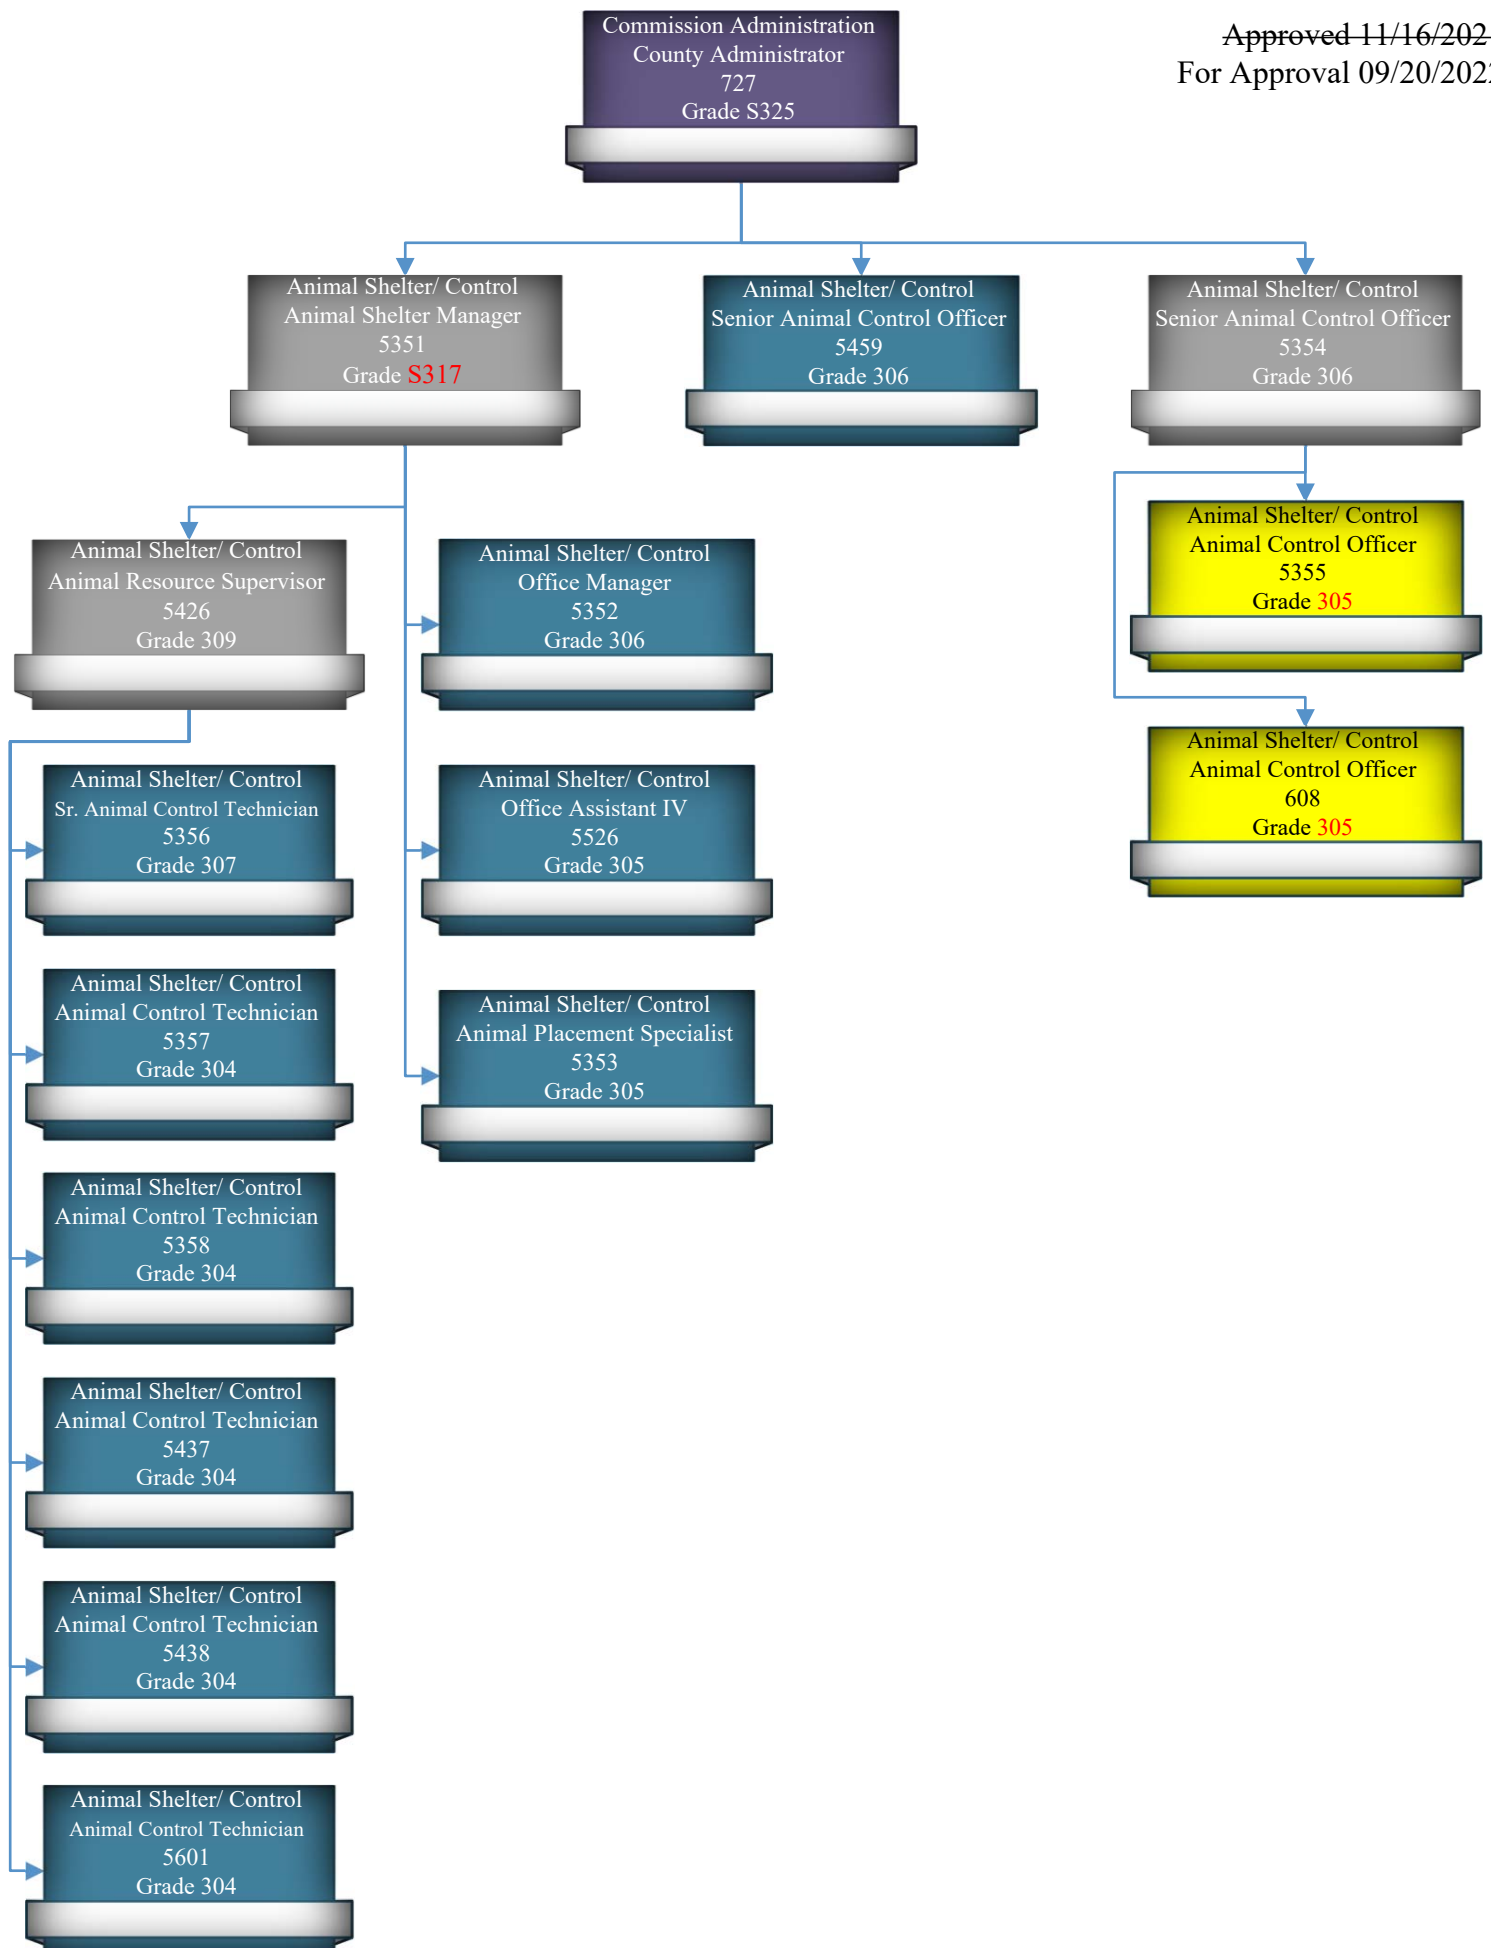 Commission Administration
County Administrator
727
Grade S325
Approved 11/16/202
For Approval 09/20/2022
Animal Shelter/ Control
Animal Shelter Manager
5351
Grade S317
Animal Shelter/ Control
Senior Animal Control Officer
5459
Grade 306
Animal Shelter/ Control
Senior Animal Control Officer
5354
Grade 306
Animal Shelter/ Control
Animal Resource Supervisor
5426
Grade 309
Animal Shelter/ Control
Office Manager
5352
Grade 306
Animal Shelter/ Control
Animal Control Officer
5355
Grade 305
Animal Shelter/ Control
Animal Control Officer
608
Grade 305
Animal Shelter/ Control
Sr. Animal Control Technician
5356
Grade 307
Animal Shelter/ Control
Office Assistant IV
5526
Grade 305
Animal Shelter/ Control
Animal Control Technician
5357
Grade 304
Animal Shelter/ Control
Animal Placement Specialist
5353
Grade 305
Animal Shelter/ Control
Animal Control Technician
5358
Grade 304
Animal Shelter/ Control
Animal Control Technician
5437
Grade 304
Animal Shelter/ Control
Animal Control Technician
5438
Grade 304
Animal Shelter/ Control
Animal Control Technician
5601
Grade 304